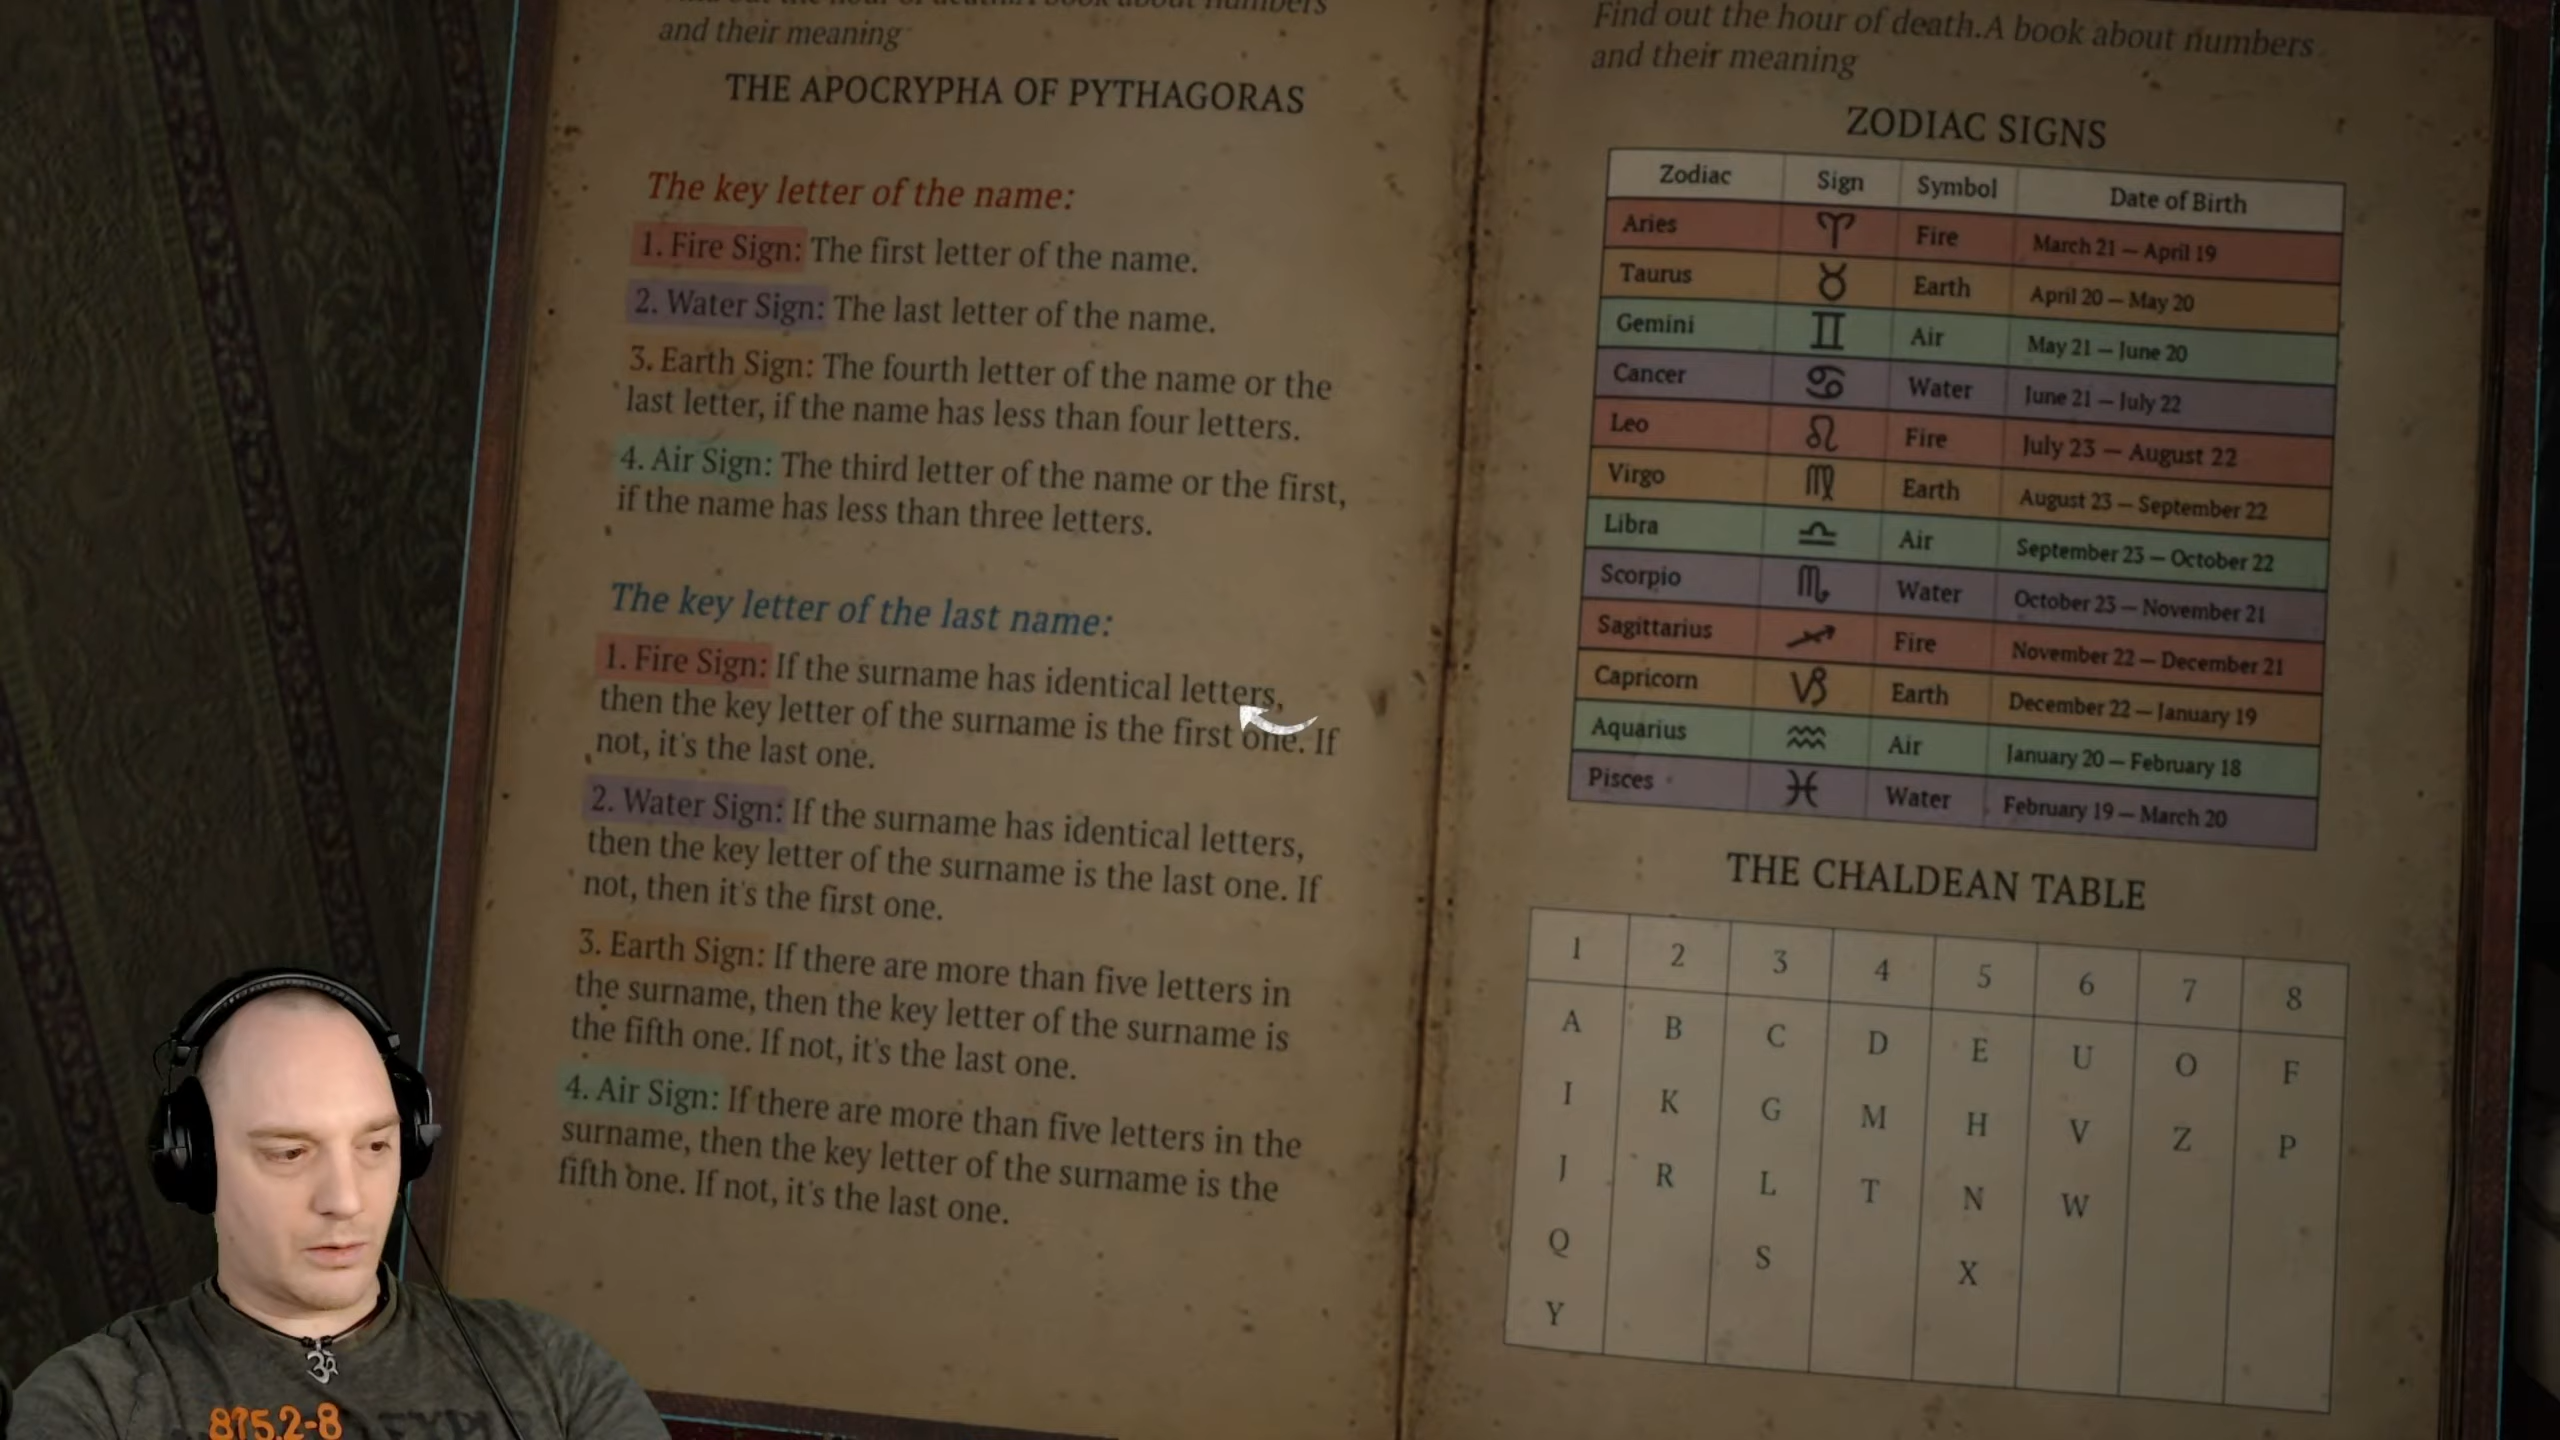 and their meaning
THE APOCRYPHA OF PYTHAGORAS
The key letter of the name:
1. Fire Sign: The first letter of the name.
2. Water Sign: The last letter of the name.
3. Earth Sign: The fourth letter of the name or the
last letter, if the name has less than four letters.
4. Air Sign: The third letter of the name or the first,
if the name has less than three letters.
The key letter of the last name:
1. Fire Sign: If the surname has identical letters,
then the key letter of the surname is the first one. If
not, it's the last one.
2. Water Sign: If the surname has identical letters,
then the key letter of the surname is the last one. If
not, then it's the first one.
3. Earth Sign: If there are more than five letters in
the surname, then the key letter of the surname is
the fifth one. If not, it's the last one.
4. Air Sign: If there are more than five letters in the
surname, then the key letter of the surname is the
fifth one. If not, it's the last one.
Find out the hour of death.A book about numbers
and their meaning
ZODIAC SIGNS
Zodiac Sign Symbol Date of Birth
Aries ♈ Fire March 21 – April 19
Taurus ♉ Earth April 20 – May 20
Gemini ♊ Air May 21 – June 20
Cancer ♋ Water June 21 – July 22
Leo ♌ Fire July 23 – August 22
Virgo ♍ Earth August 23 – September 22
Libra ♎ Air September 23 – October 22
Scorpio ♏ Water October 23 – November 21
Sagittarius ♐ Fire November 22 – December 21
Capricorn ♑ Earth December 22 – January 19
Aquarius ♒ Air January 20 – February 18
Pisces ♓ Water February 19 – March 20
THE CHALDEAN TABLE
1 2 3 4 5 6 7 8
A B C D E U O F
I K G M H V Z P
J R L T N W
Q S X
Y
875.2-8